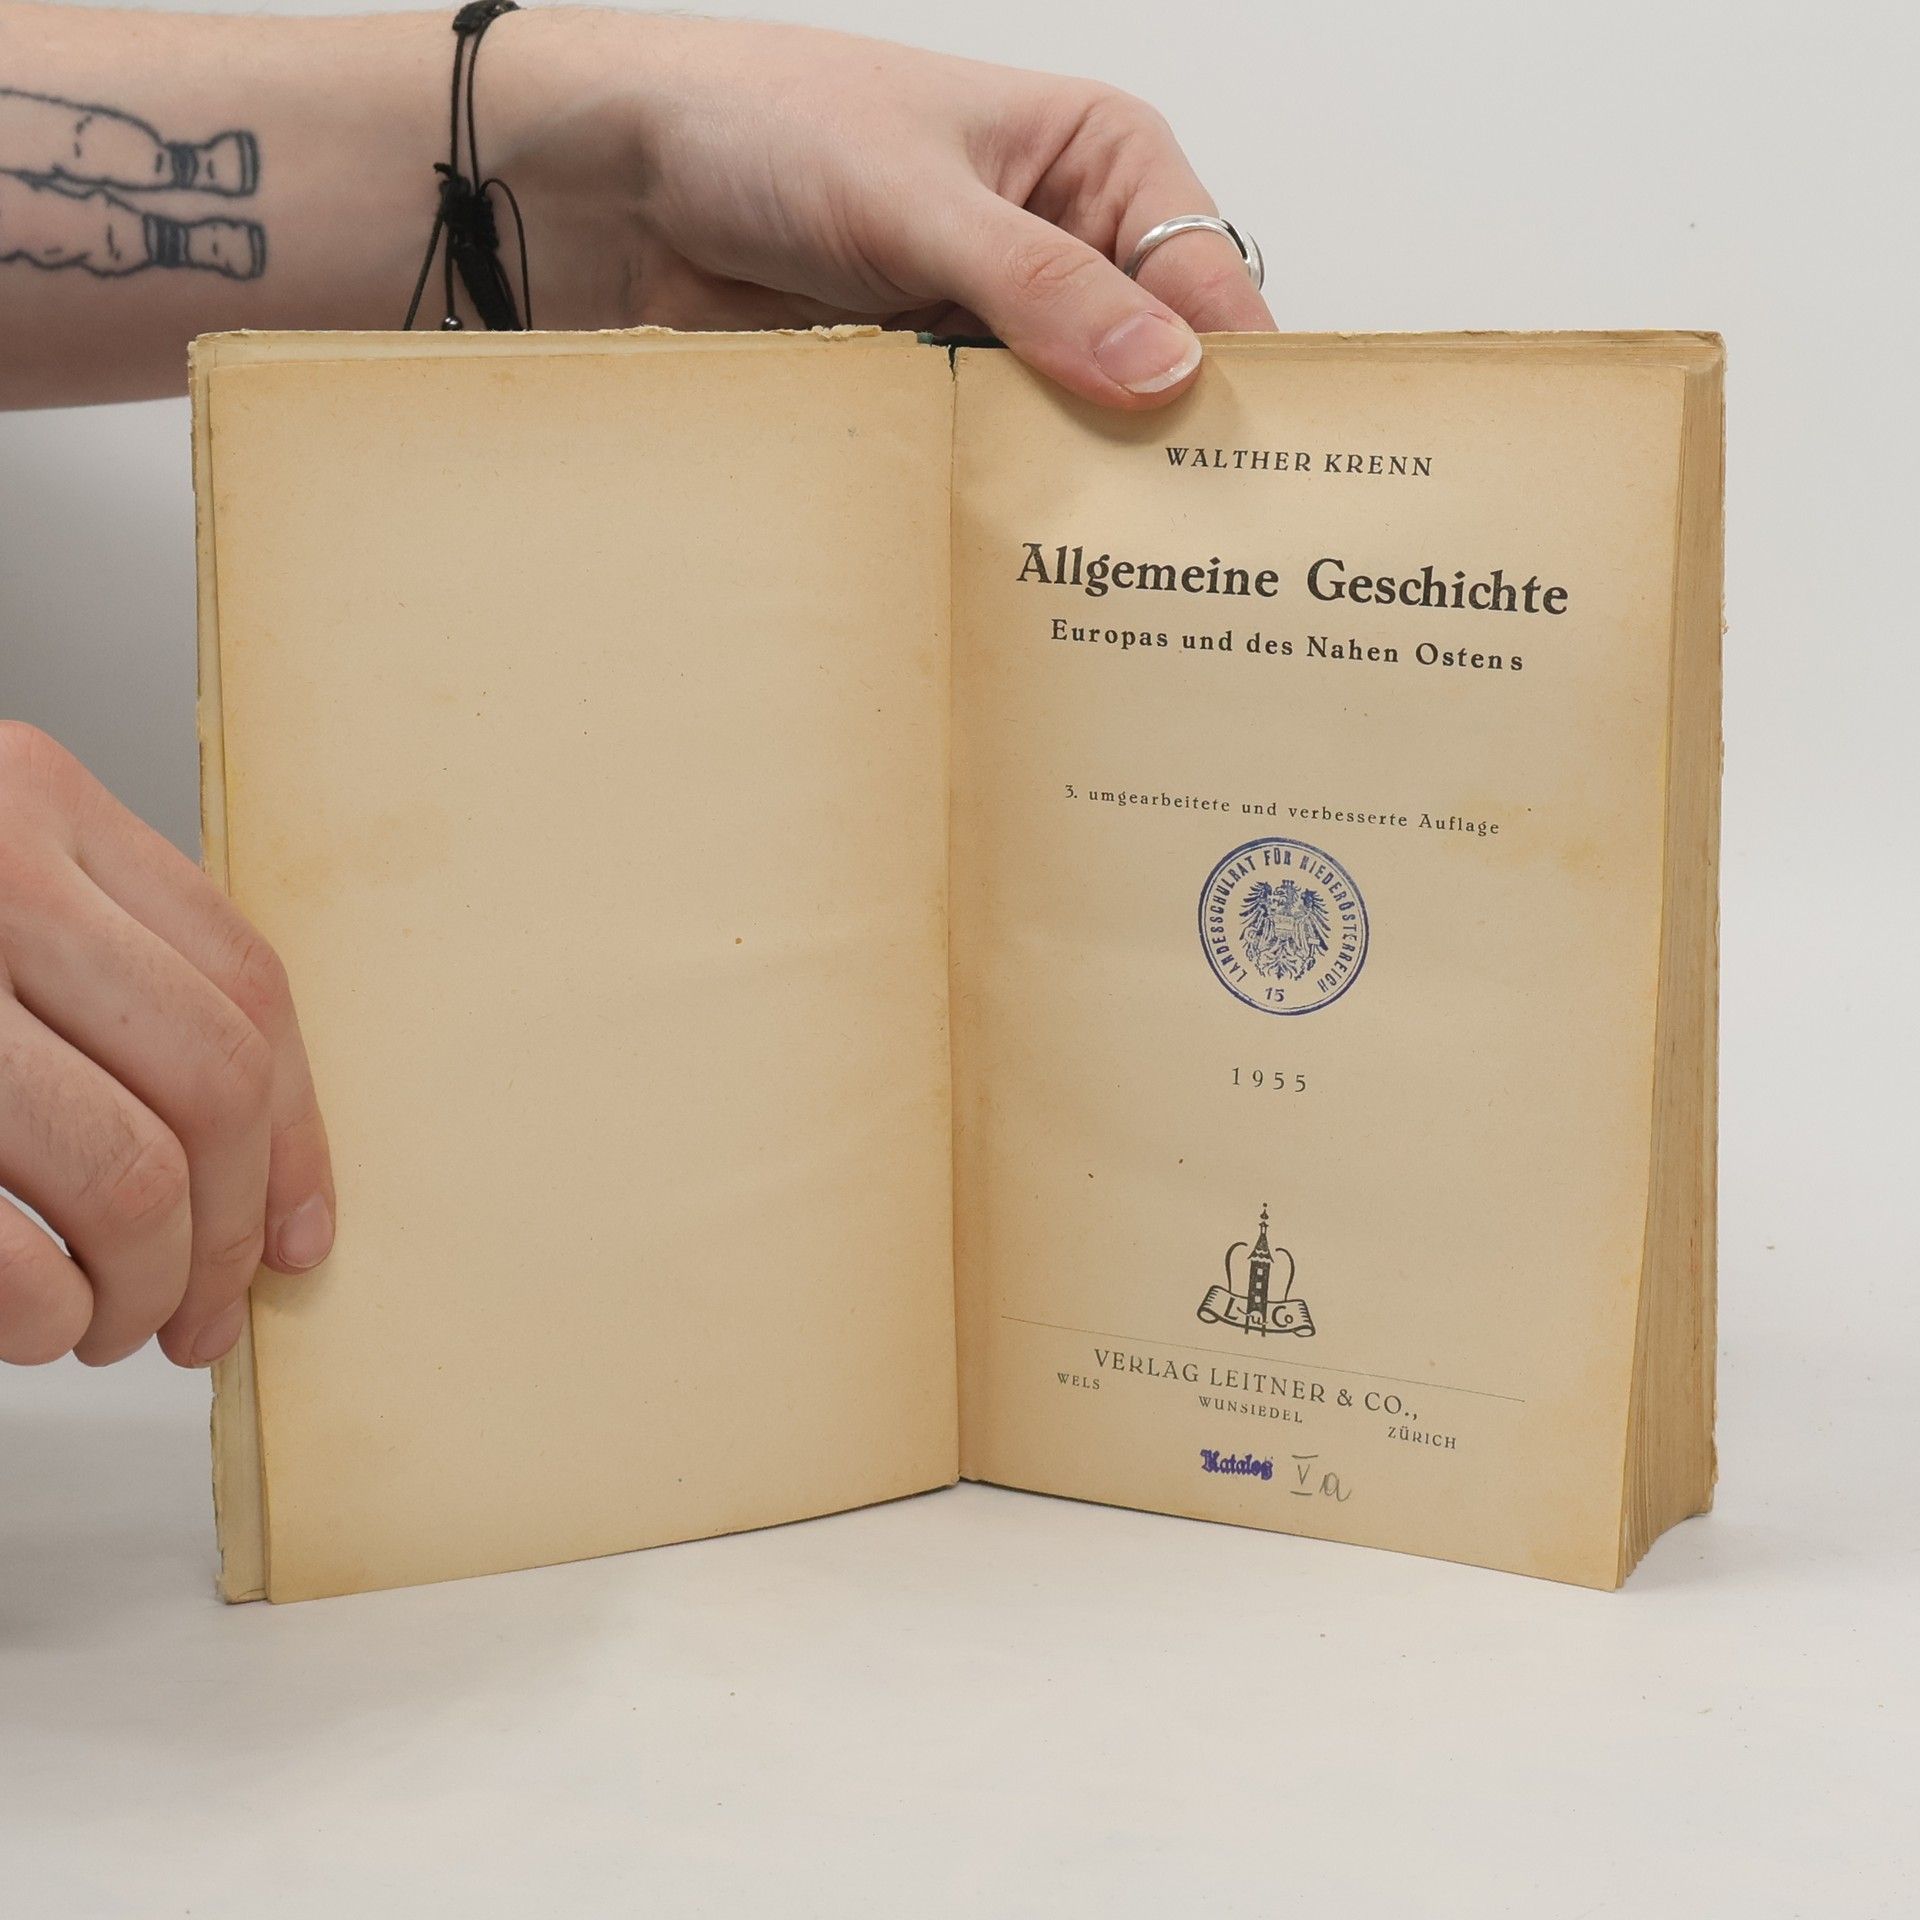 WALTHER KRENN
Allgemeine Geschichte
Europas und des Nahen Ostens
3. umgearbeitete und verbesserte Auflage
LANDESSCHULRAT FÜR NIEDERÖSTERREICH
15
1955
L u Co
VERLAG LEITNER & CO.,
WELS WUNSIEDEL ZÜRICH
Katalog V a